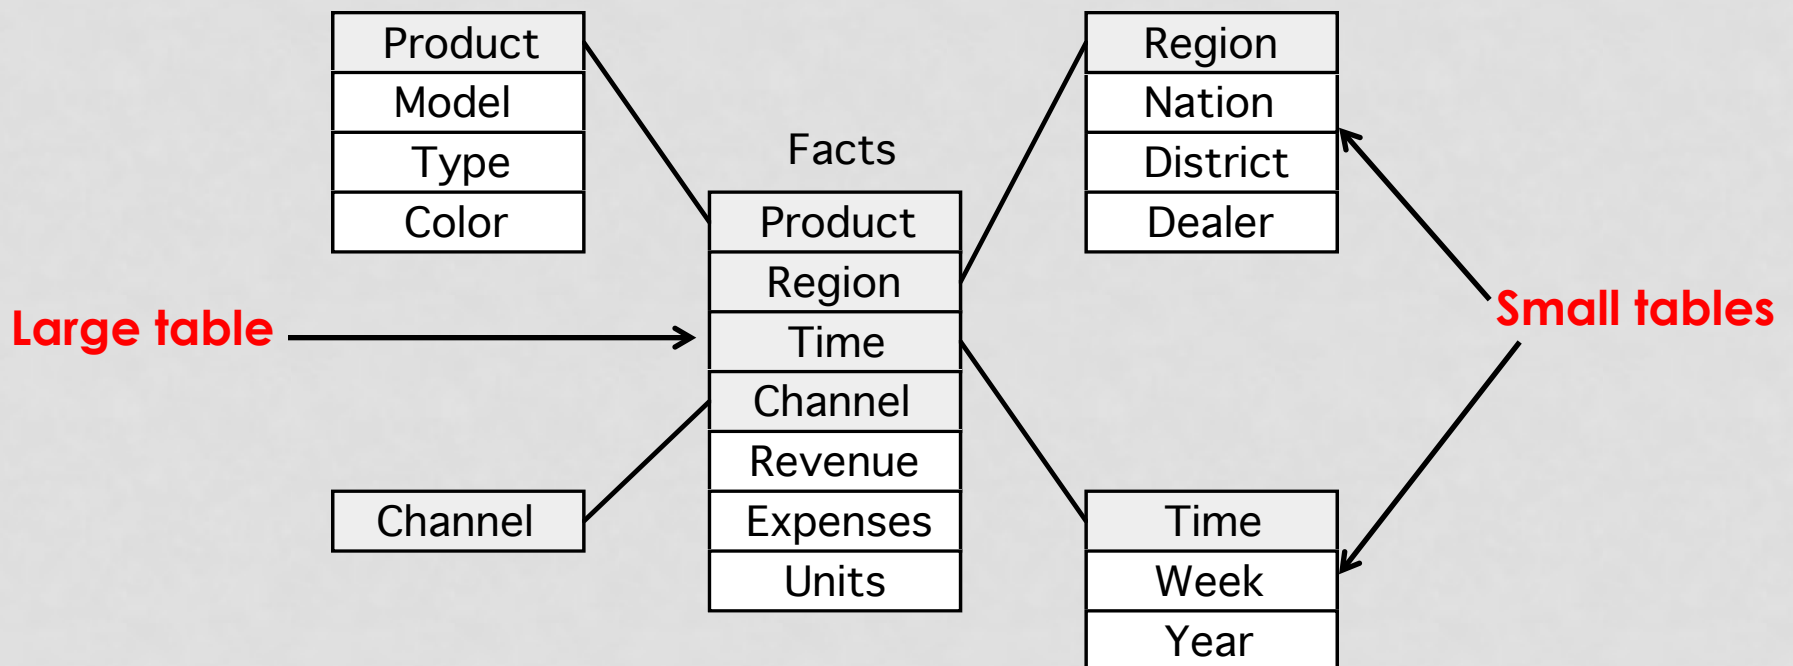 Product
Model
Type
Color
Region
Nation
District
Dealer
Facts
Product
Region
Time
Channel
Revenue
Expenses
Units
Large table
Small tables
Channel
Time
Week
Year